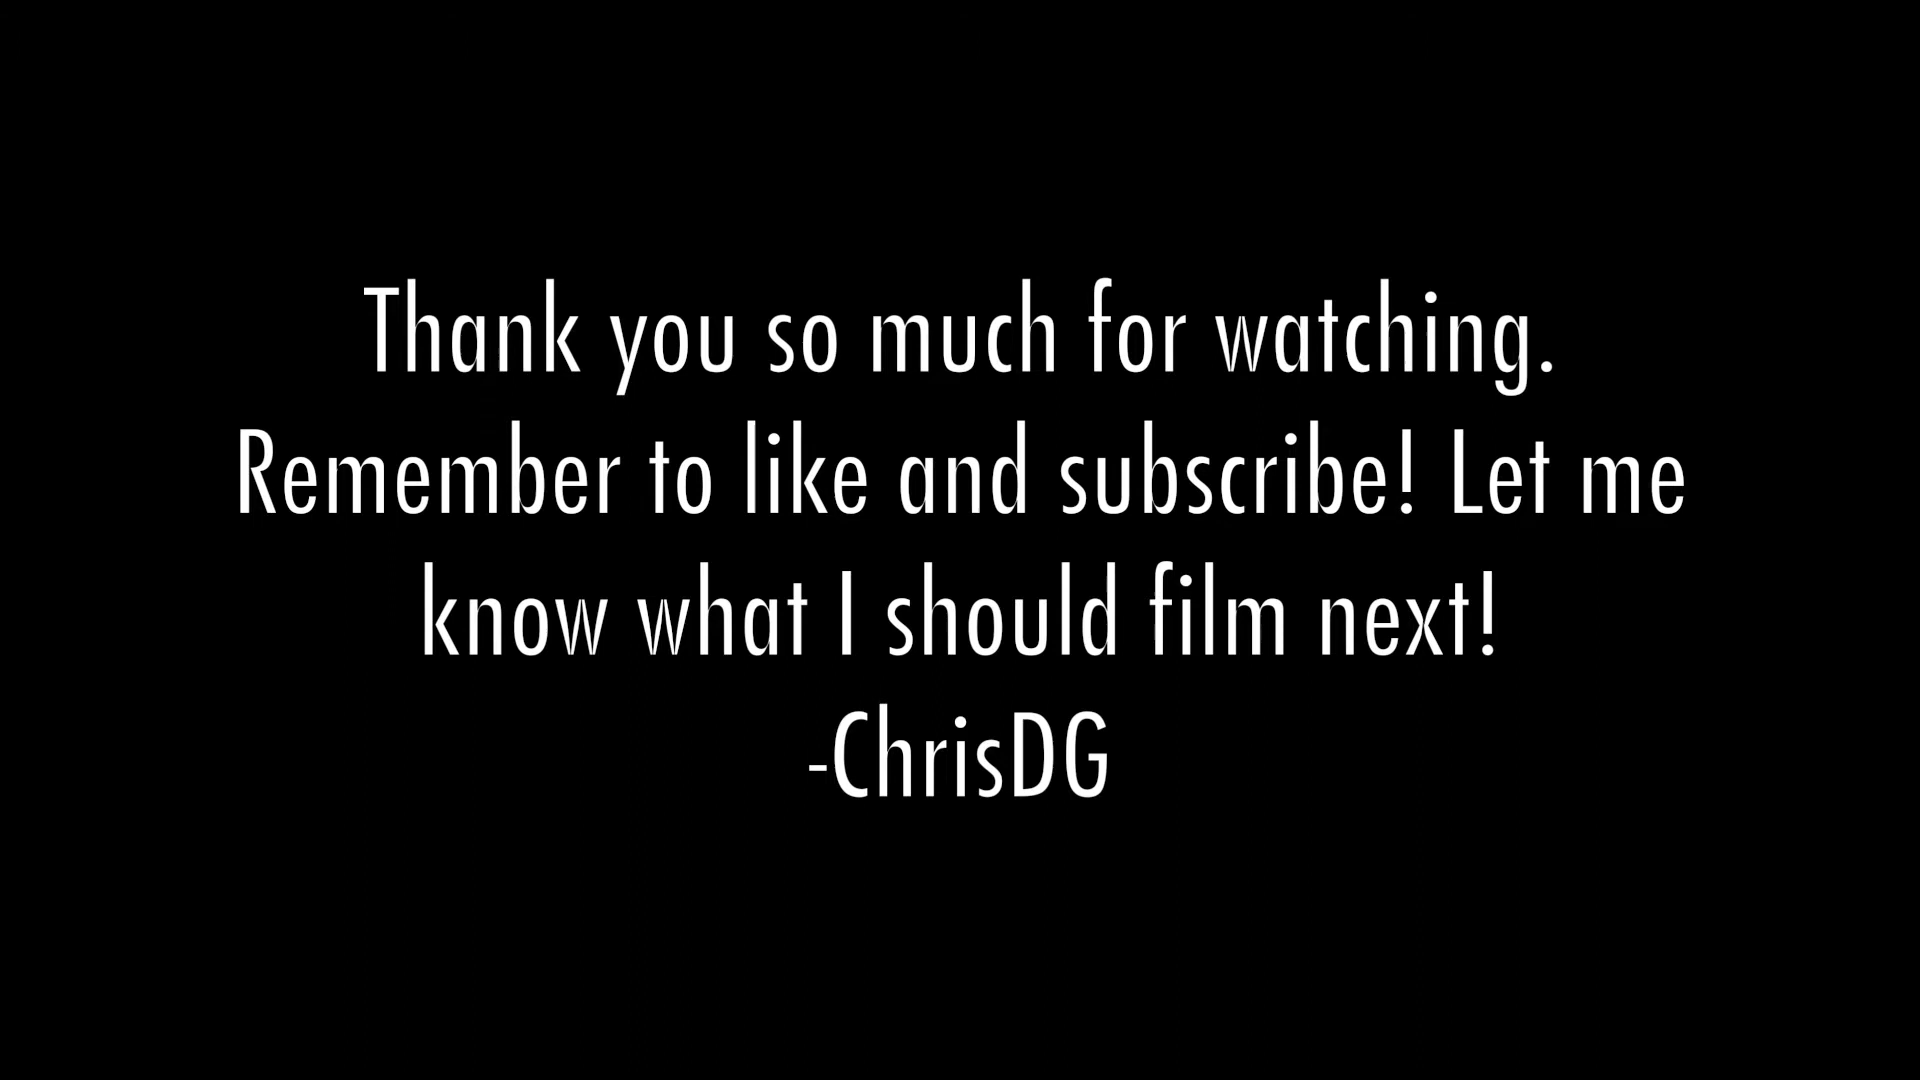 Thank you so much for watching.
Remember to like and subscribe! Let me
know what I should film next!
-ChrisDG